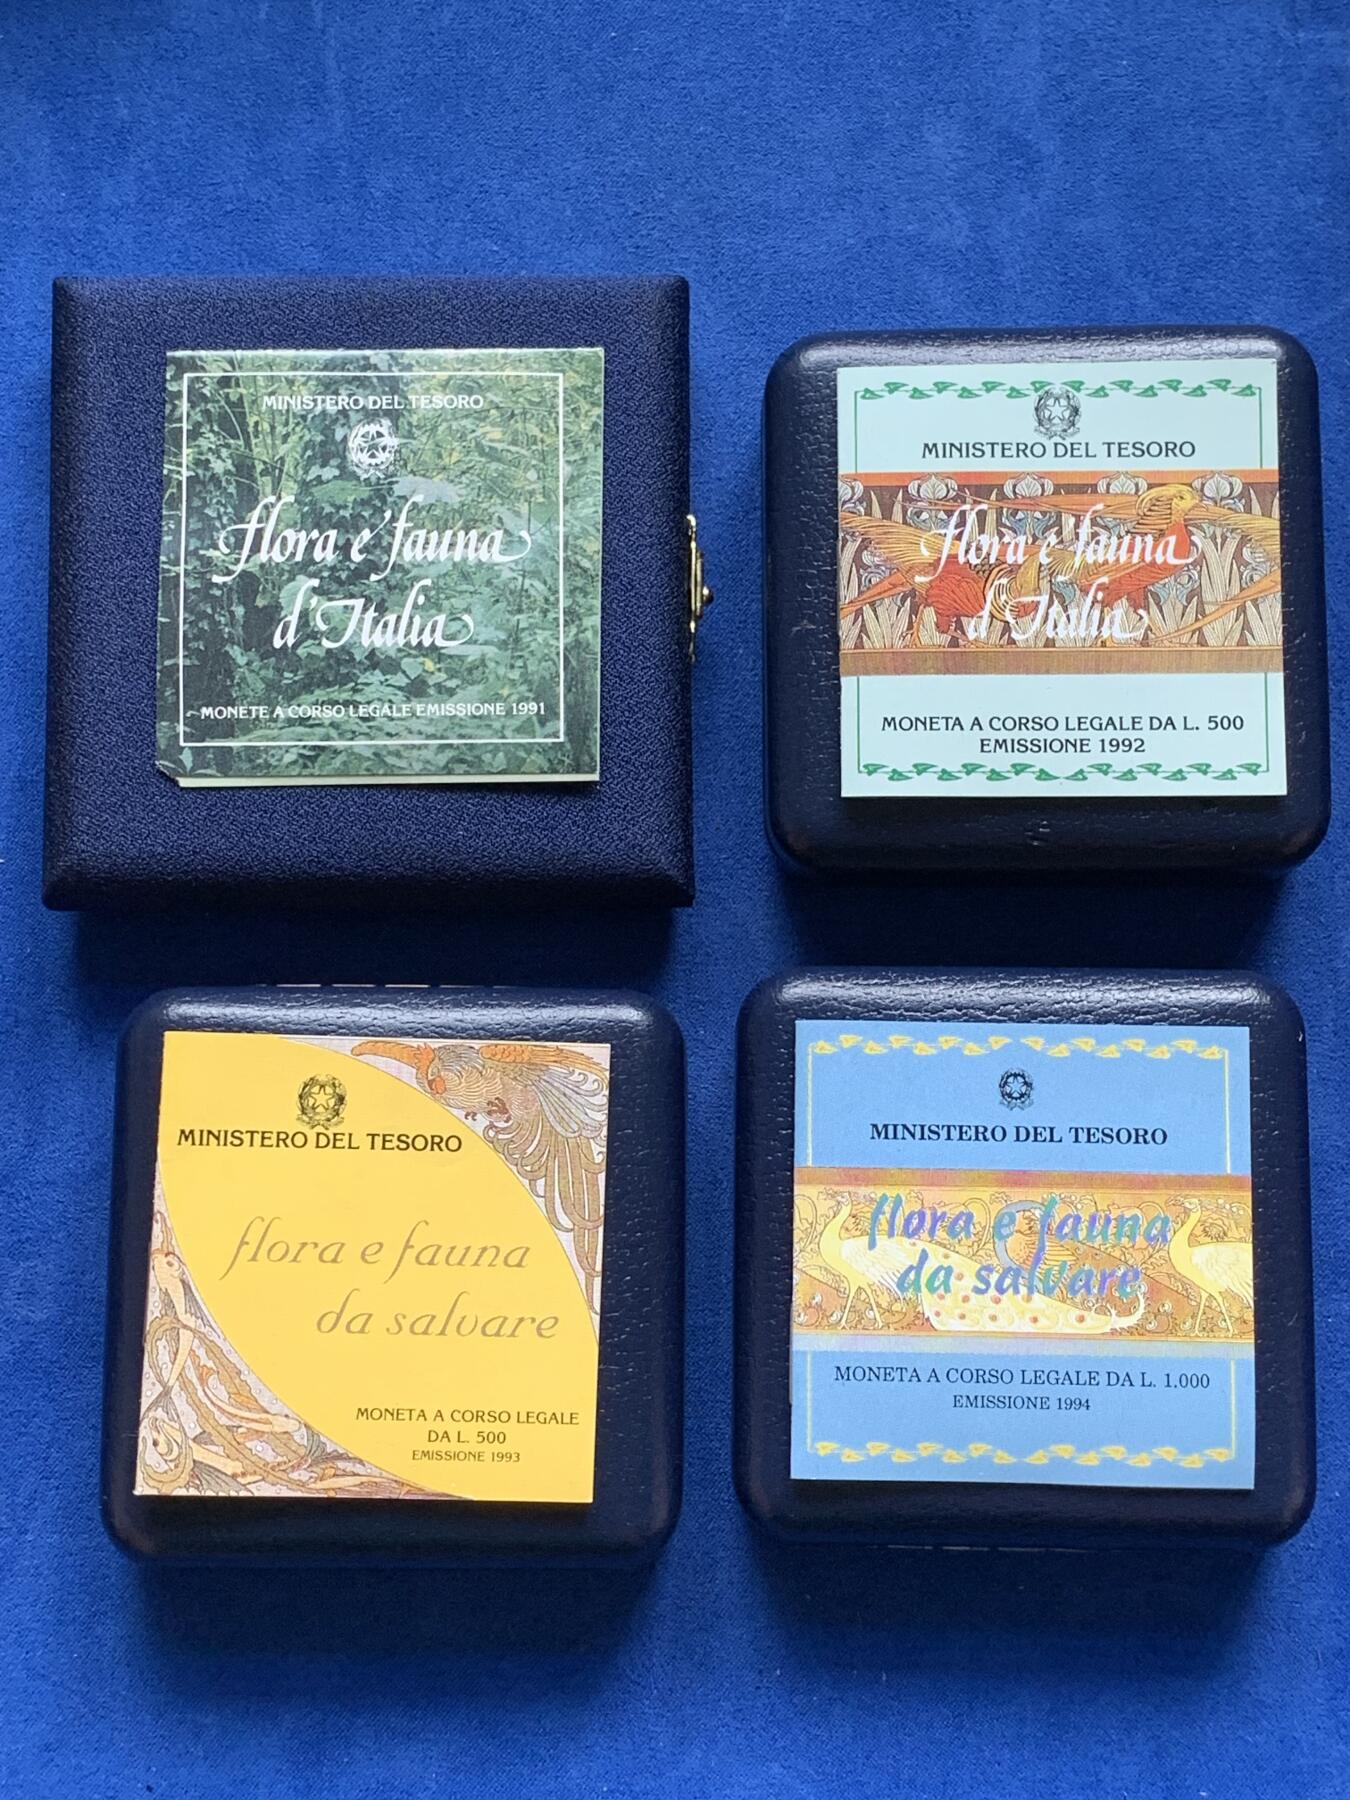 MINISTERO DEL TESORO
flora e fauna
d'Italia
MONETE A CORSO LEGALE EMISSIONE 1991
MINISTERO DEL TESORO
flora e fauna
d'Italia
MONETA A CORSO LEGALE DA L. 500
EMISSIONE 1992
MINISTERO DEL TESORO
flora e fauna
da salvare
MONETA A CORSO LEGALE
DA L. 500
EMISSIONE 1993
MINISTERO DEL TESORO
flora e fauna
da salvare
MONETA A CORSO LEGALE DA L. 1.000
EMISSIONE 1994